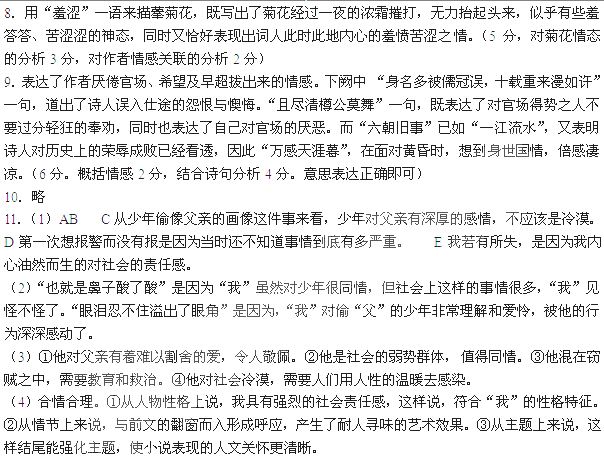 8．用“羞涩”一语来描摹菊花，既写出了菊花经过一夜的浓霜摧打，无力抬起头来，似乎有些羞
答答、苦涩涩的神态，同时又恰好表现出词人此时此地内心的羞愤苦涩之情。（5 分，对菊花情态
的分析 3 分，对作者情感关联的分析 2 分）
9．表达了作者厌倦官场、希望及早超拔出来的情感。下阙中 “身名多被儒冠误，十载重来漫如许”
一句，道出了诗人误入仕途的怨恨与懊悔。“且尽清樽公莫舞”一句，既表达了对官场得势之人不
要过分轻狂的奉劝，同时也表达了自己对官场的厌恶。而“六朝旧事”已如“一江流水”，又表明
诗人对历史上的荣辱成败已经看透，因此“万感天涯暮”，在面对黄昏时，想到身世国情，倍感凄
凉。（6 分。概括情感 2 分，结合诗句分析 4 分。意思表达正确即可）
10．略
11．（1）AB C 从少年偷像父亲的画像这件事来看，少年对父亲有深厚的感情，不应该是冷漠。
D 第一次想报警而没有报是因为当时还不知道事情到底有多严重。 E 我若有所失，是因为我内
心油然而生的对社会的责任感。
（2）“也就是鼻子酸了酸”是因为“我”虽然对少年很同情，但社会上这样的事情很多，“我”见
怪不怪了。“眼泪忍不住溢出了眼角”是因为，“我”对偷“父”的少年非常理解和爱怜，被他的行
为深深感动了。
（3）①他对父亲有着难以割舍的爱，令人敬佩。②他是社会的弱势群体， 值得同情。③他混在窃
贼之中，需要教育和救治。④他对社会冷漠，需要人们用人性的温暖去感染。
（4）合情合理。①从人物性格上说，我具有强烈的社会责任感，这样说，符合“我”的性格特征。
②从情节上来说，与前文的翻窗而入形成呼应，产生了耐人寻味的艺术效果。③从主题上来说，这
样结尾能强化主题，使小说表现的人文关怀更清晰。